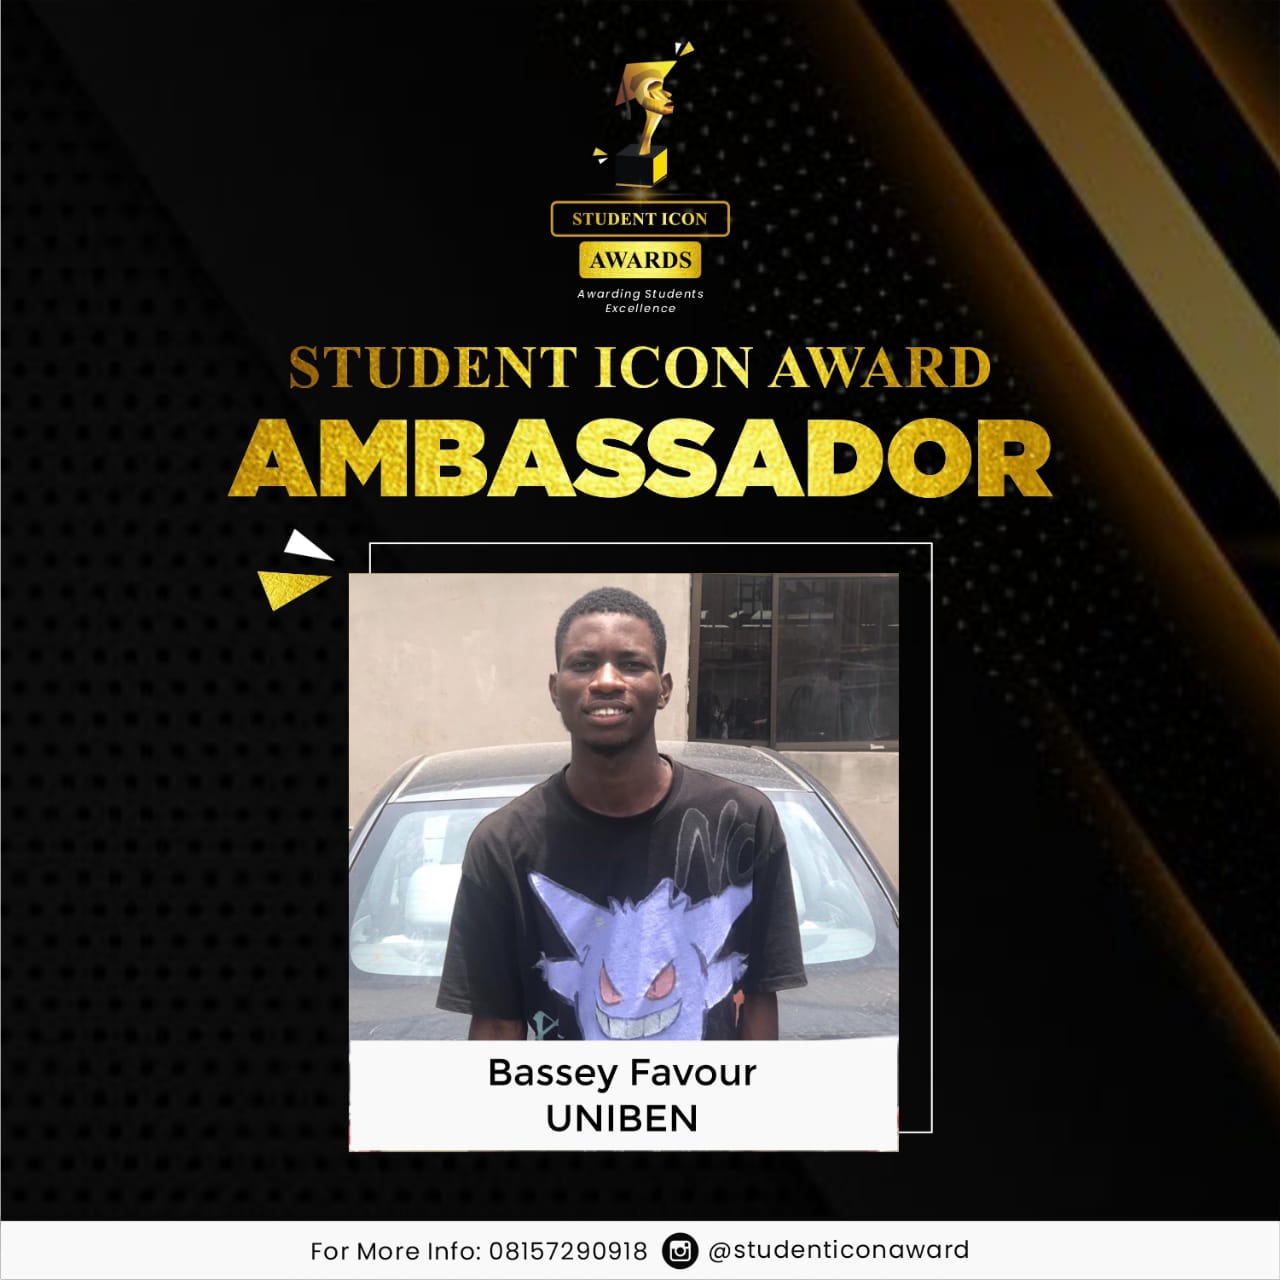 STUDENT ICON
AWARDS
Awarding Students
Excellence
STUDENT ICON AWARD
AMBASSADOR
Bassey Favour
UNIBEN
For More Info: 08157290918 @studenticonaward